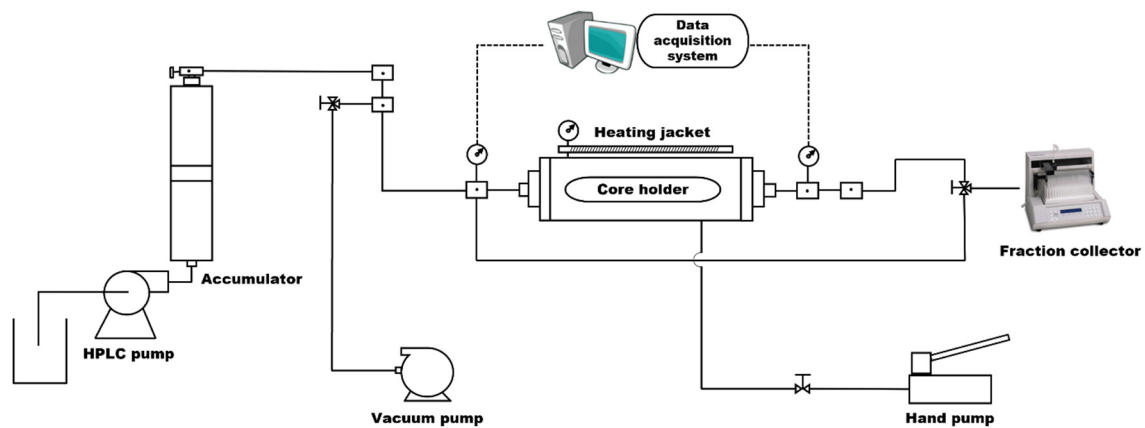 Data
acquisition
system
Heating jacket
Core holder
Fraction collector
Accumulator
HPLC pump
Vacuum pump
Hand pump